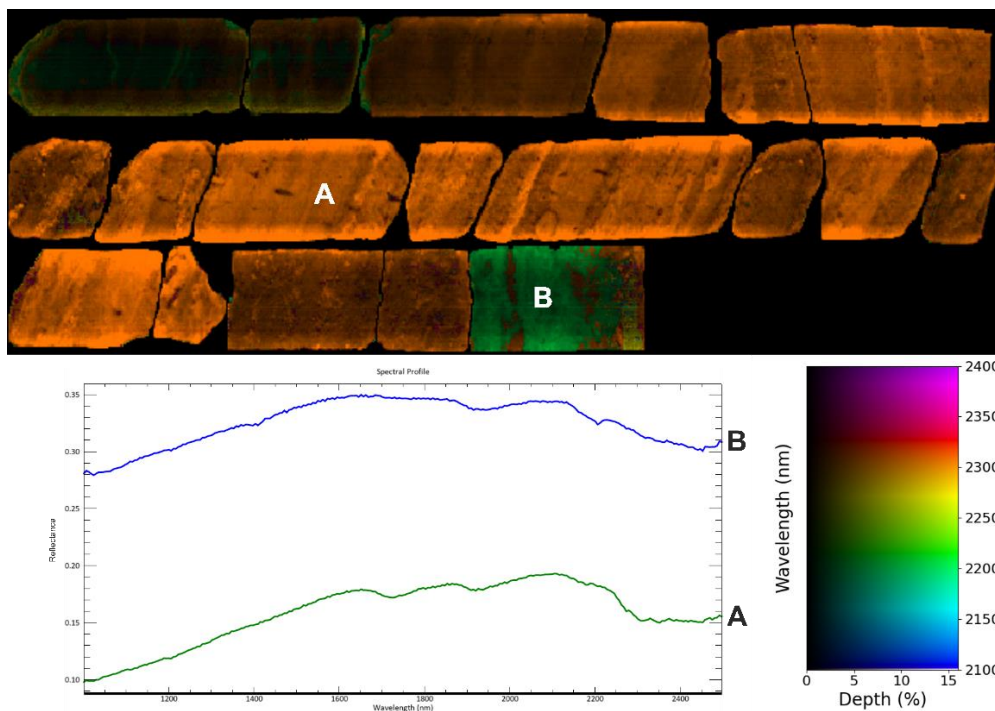 A
B
Spectral Profile
0.35
0.30
0.25
0.20
0.15
0.10
Reflectance
1200
1400
1600
1800
2000
2200
2400
Wavelength (nm)
B
A
Wavelength (nm)
2400
2350
2300
2250
2200
2150
2100
0
5
10
15
Depth (%)